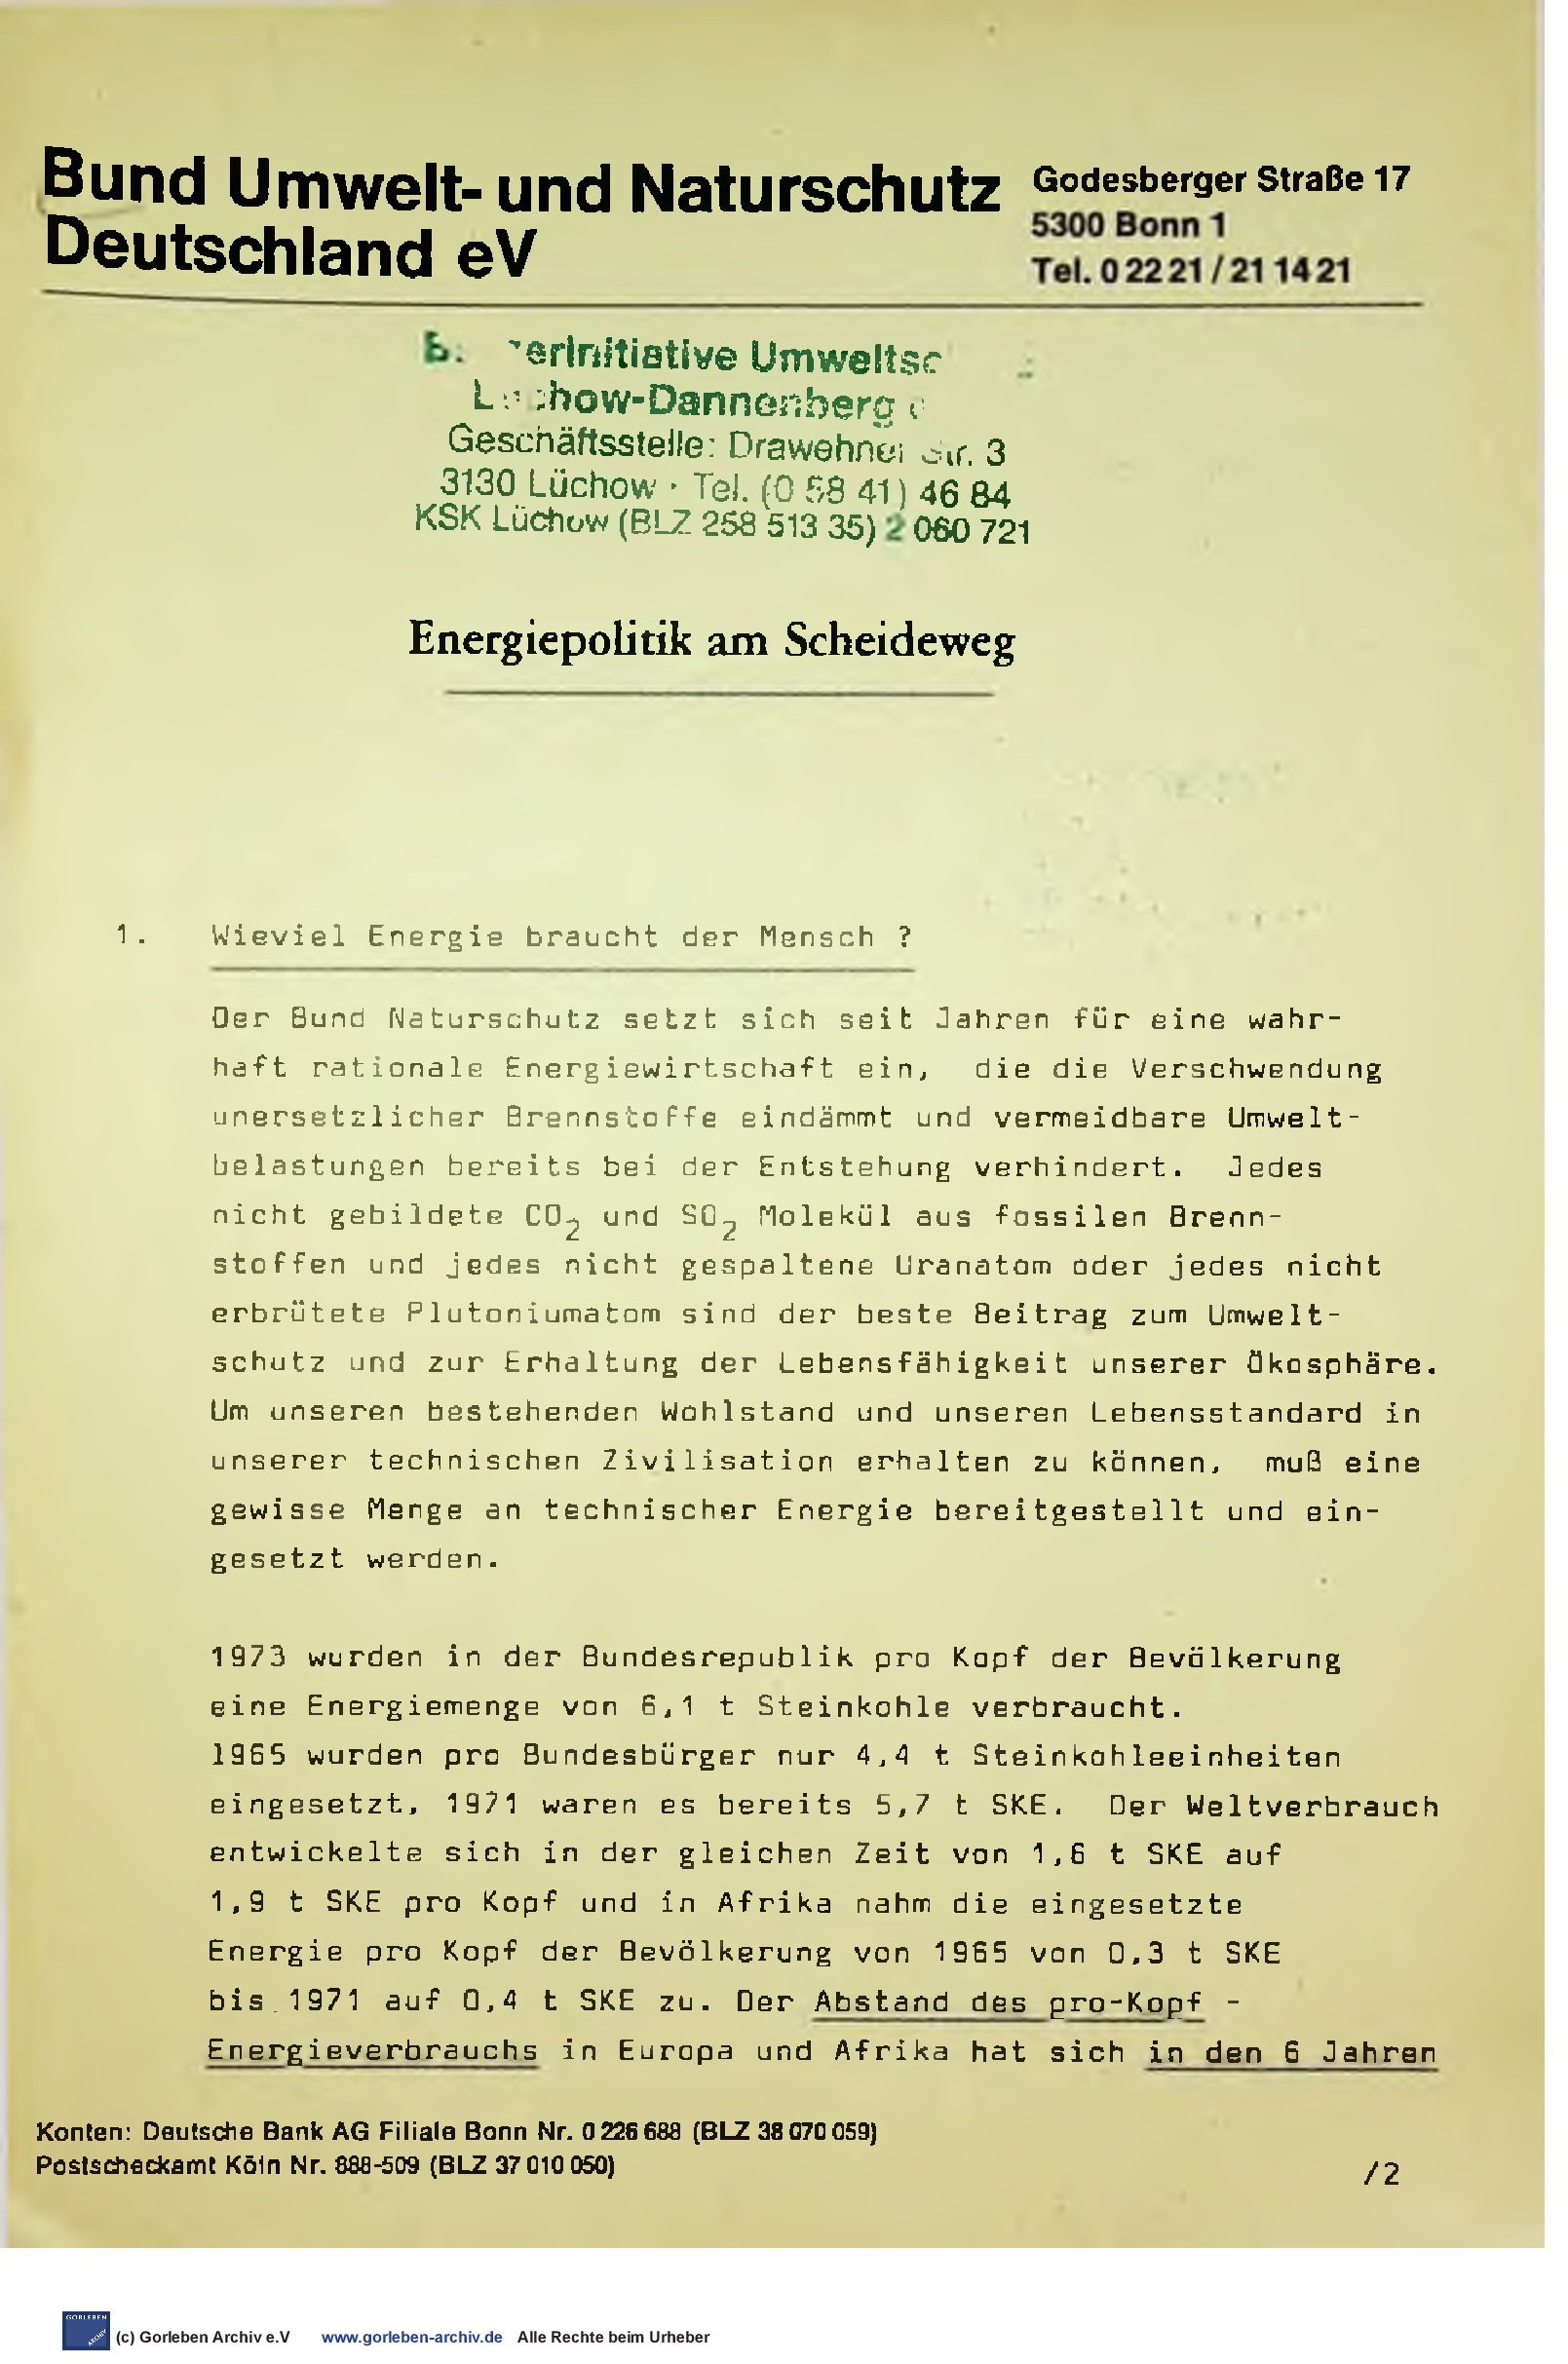 Bund Umwelt- und Naturschutz
Deutschland eV
Godesberger Straße 17
5300 Bonn 1
Tel. 0 22 21 / 21 14 21
Lüchow-Dannenberg
Geschäftsstelle: Drawehner Str. 3
3130 Lüchow · Tel. (0 58 41) 46 84
KSK Lüchow (BLZ 258 513 35) 2 060 721
Energiepolitik am Scheideweg
1. Wieviel Energie braucht der Mensch ?
Der Bund Naturschutz setzt sich seit Jahren für eine wahr-
haft rationale Energiewirtschaft ein, die die Verschwendung
unersetzlicher Brennstoffe eindämmt und vermeidbare Umwelt-
belastungen bereits bei der Entstehung verhindert. Jedes
nicht gebildete CO2 und SO2 Molekül aus fossilen Brenn-
stoffen und jedes nicht gespaltene Uranatom oder jedes nicht
erbrütete Plutoniumatom sind der beste Beitrag zum Umwelt-
schutz und zur Erhaltung der Lebensfähigkeit unserer Ökosphäre.
Um unseren bestehenden Wohlstand und unseren Lebensstandard in
unserer technischen Zivilisation erhalten zu können, muß eine
gewisse Menge an technischer Energie bereitgestellt und ein-
gesetzt werden.
1973 wurden in der Bundesrepublik pro Kopf der Bevölkerung
eine Energiemenge von 6,1 t Steinkohle verbraucht.
1965 wurden pro Bundesbürger nur 4,4 t Steinkohleeinheiten
eingesetzt, 1971 waren es bereits 5,7 t SKE. Der Weltverbrauch
entwickelte sich in der gleichen Zeit von 1,6 t SKE auf
1,9 t SKE pro Kopf und in Afrika nahm die eingesetzte
Energie pro Kopf der Bevölkerung von 1965 von 0,3 t SKE
bis 1971 auf 0,4 t SKE zu. Der Abstand des pro-Kopf -
Energieverbrauchs in Europa und Afrika hat sich in den 6 Jahren
Konten: Deutsche Bank AG Filiale Bonn Nr. 0 226 688 (BLZ 38 070 059)
Postscheckamt Köln Nr. 888-509 (BLZ 37 010 050)
/2
GORLEBEN
ARCHIV
(c) Gorleben Archiv e.V www.gorleben-archiv.de Alle Rechte beim Urheber